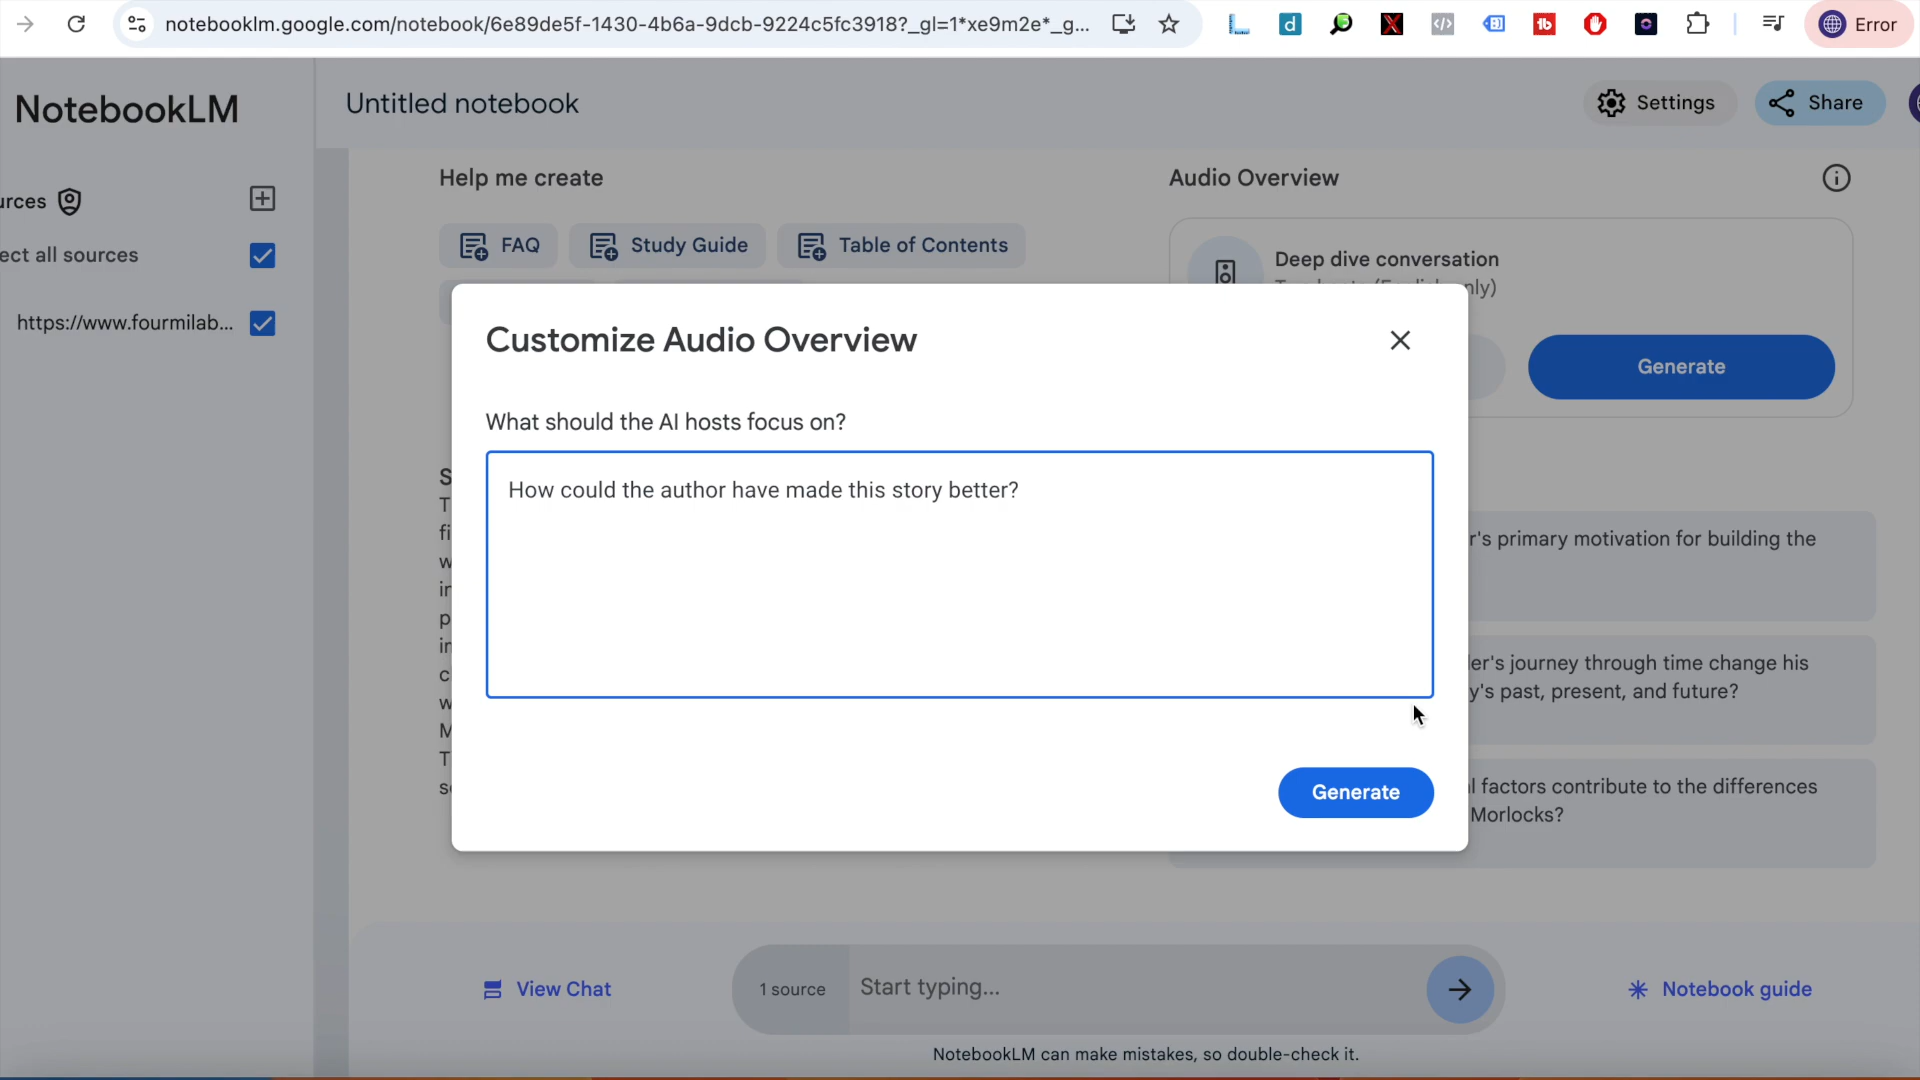 notebooklm.google.com/notebook/6e89de5f-1430-4b6a-9dcb-9224c5fc3918?_gl=1*xe9m2e*_g...
Error
NotebookLM
Untitled notebook
Settings
Share
Help me create
Audio Overview
urces
ect all sources
https://www.fourmilab...
FAQ
Study Guide
Table of Contents
Deep dive conversation
nly)
Generate
Customize Audio Overview
What should the AI hosts focus on?
How could the author have made this story better?
Generate
r's primary motivation for building the
ler's journey through time change his
y's past, present, and future?
l factors contribute to the differences
Morlocks?
View Chat
1 source
Start typing...
Notebook guide
NotebookLM can make mistakes, so double-check it.